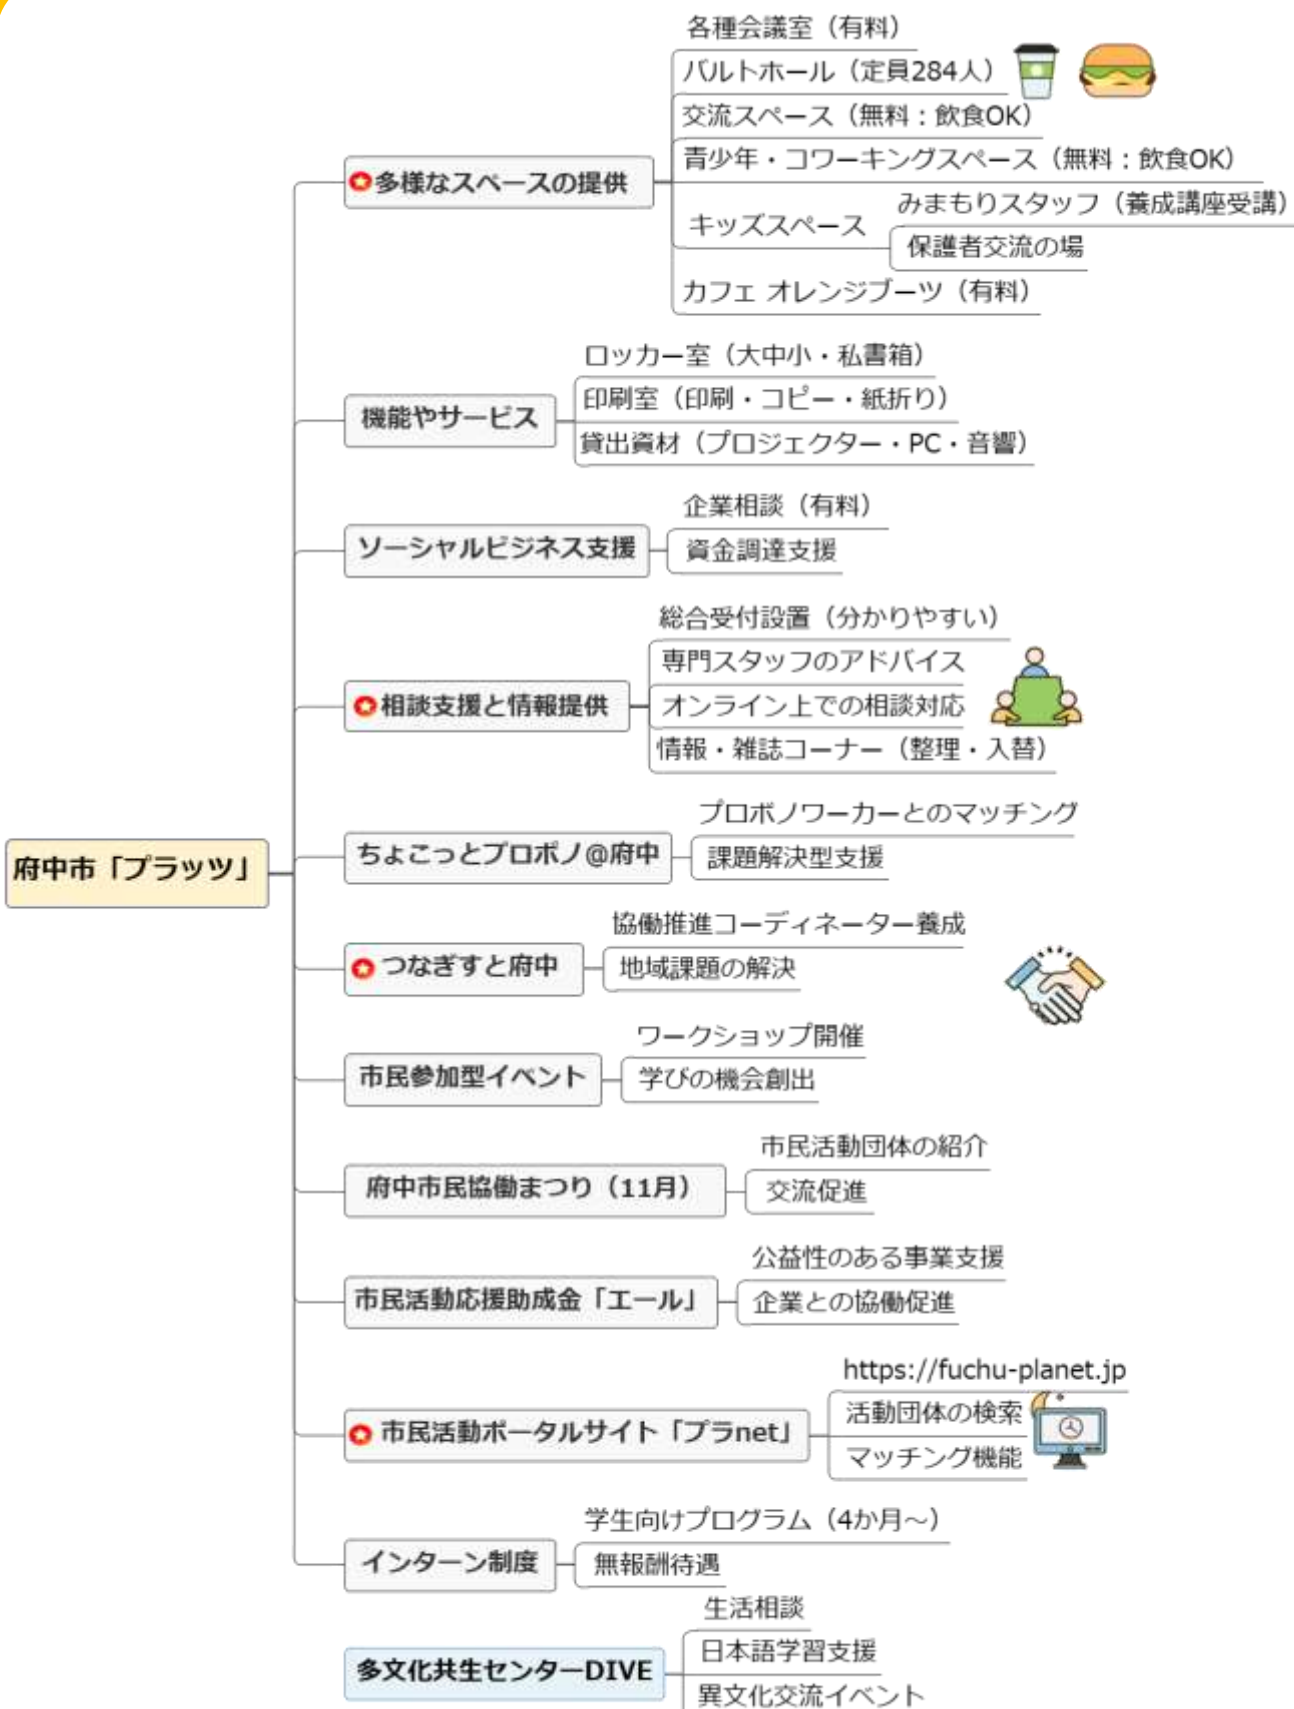 府中市「プラッツ」
多様なスペースの提供
各種会議室（有料）
バルトホール（定員284人）
交流スペース（無料：飲食OK）
青少年・コワーキングスペース（無料：飲食OK）
キッズスペース
みまもりスタッフ（養成講座受講）
保護者交流の場
カフェ オレンジブーツ（有料）
機能やサービス
ロッカー室（大中小・私書箱）
印刷室（印刷・コピー・紙折り）
貸出資材（プロジェクター・PC・音響）
ソーシャルビジネス支援
企業相談（有料）
資金調達支援
相談支援と情報提供
総合受付設置（分かりやすい）
専門スタッフのアドバイス
オンライン上での相談対応
情報・雑誌コーナー（整理・入替）
ちょこっとプロボノ@府中
プロボノワーカーとのマッチング
課題解決型支援
つなぎすと府中
協働推進コーディネーター養成
地域課題の解決
市民参加型イベント
ワークショップ開催
学びの機会創出
府中市民協働まつり（11月）
市民活動団体の紹介
交流促進
市民活動応援助成金「エール」
公益性のある事業支援
企業との協働促進
市民活動ポータルサイト「プラnet」
https://fuchu-planet.jp
活動団体の検索
マッチング機能
インターン制度
学生向けプログラム（4か月～）
無報酬待遇
多文化共生センターDIVE
生活相談
日本語学習支援
異文化交流イベント